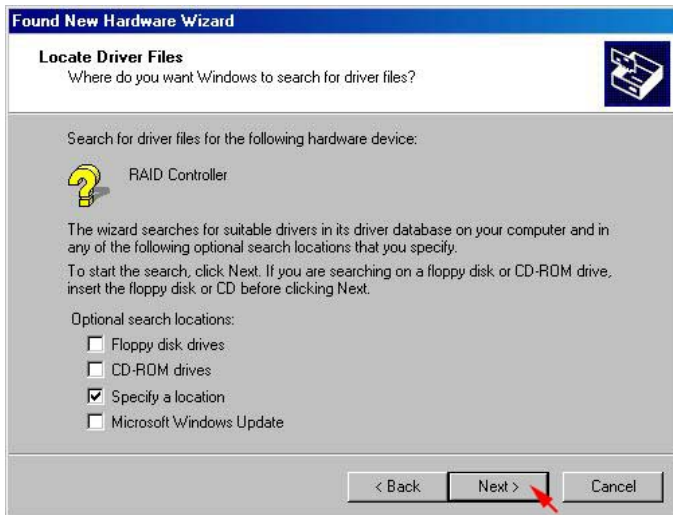 Found New Hardware Wizard
Locate Driver Files
Where do you want Windows to search for driver files?
Search for driver files for the following hardware device:
RAID Controller
The wizard searches for suitable drivers in its driver database on your computer and in
any of the following optional search locations that you specify.
To start the search, click Next. If you are searching on a floppy disk or CD-ROM drive,
insert the floppy disk or CD before clicking Next.
Optional search locations:
Floppy disk drives
CD-ROM drives
Specify a location
Microsoft Windows Update
< Back Next > Cancel